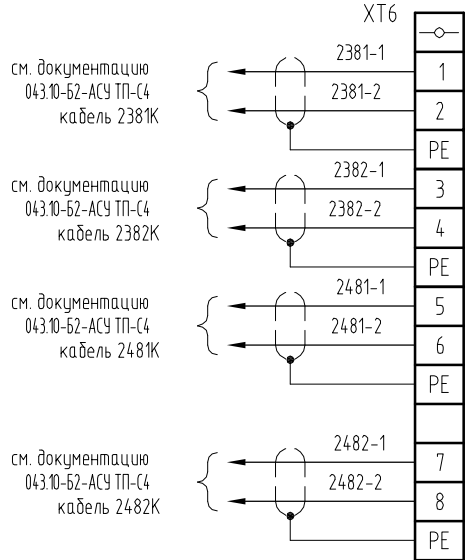 XT6
см. документацию
043.10-Б2-АСУ ТП-С4
кабель 2381К
2381-1
1
2381-2
2
PE
см. документацию
043.10-Б2-АСУ ТП-С4
кабель 2382К
2382-1
3
2382-2
4
PE
см. документацию
043.10-Б2-АСУ ТП-С4
кабель 2481К
2481-1
5
2481-2
6
PE
см. документацию
043.10-Б2-АСУ ТП-С4
кабель 2482К
2482-1
7
2482-2
8
PE